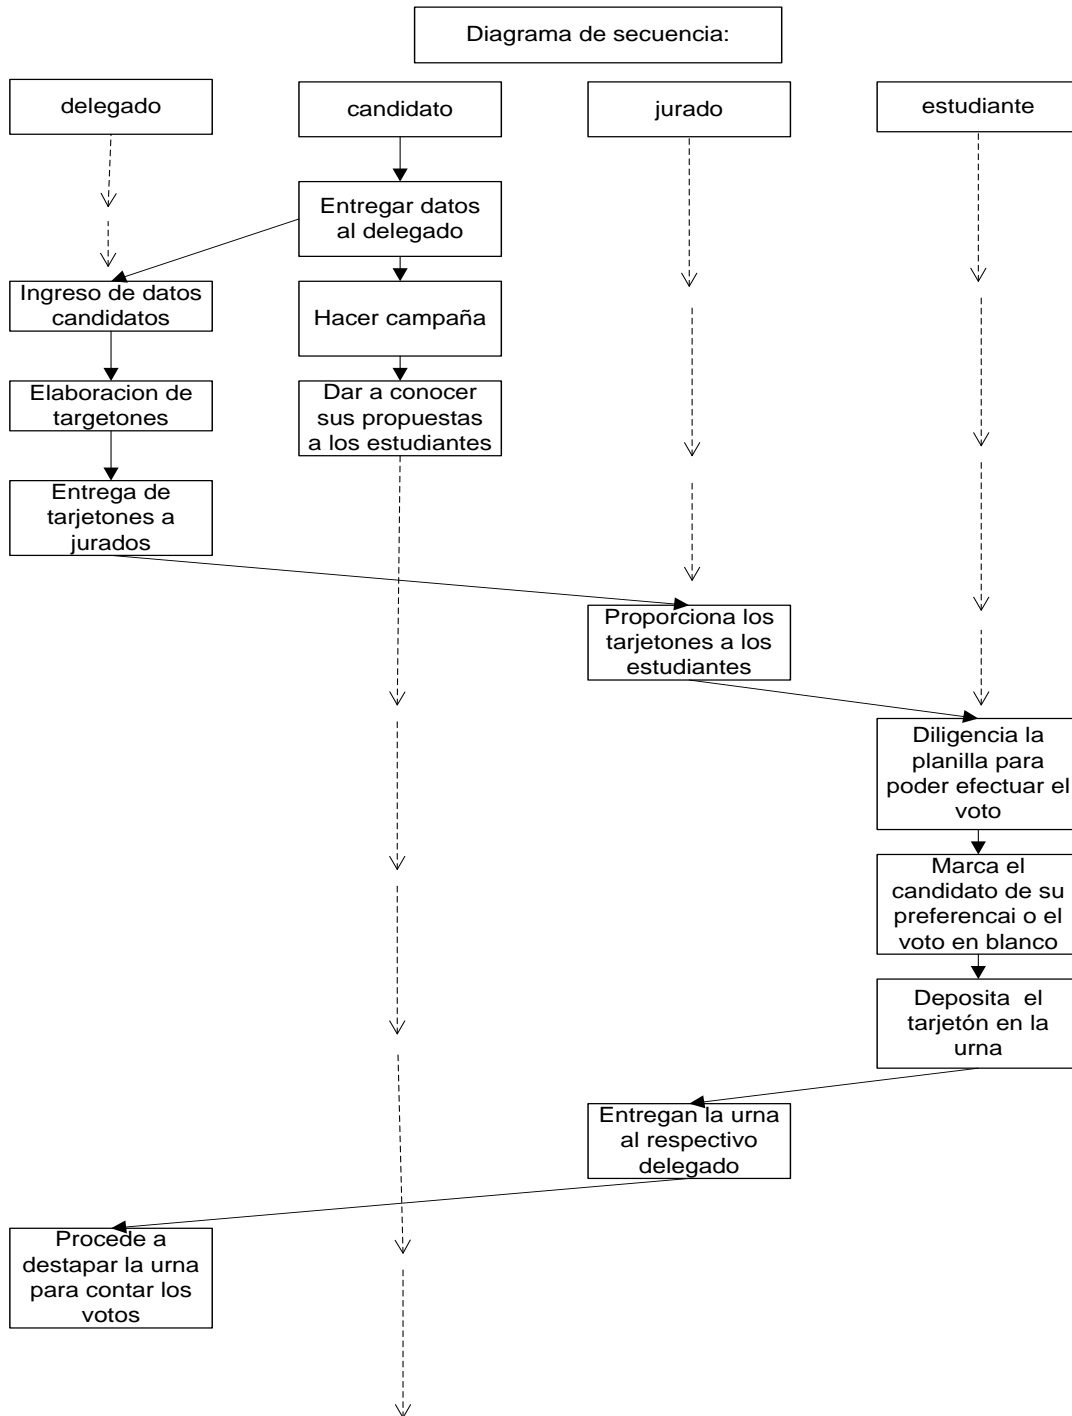 Diagrama de secuencia:
delegado
candidato
jurado
estudiante
Entregar datos
al delegado
Ingreso de datos
candidatos
Hacer campaña
Elaboracion de
targetones
Dar a conocer
sus propuestas
a los estudiantes
Entrega de
tarjetones a
jurados
Proporciona los
tarjetones a los
estudiantes
Diligencia la
planilla para
poder efectuar el
voto
Marca el
candidato de su
preferencai o el
voto en blanco
Deposita el
tarjetón en la
urna
Entregan la urna
al respectivo
delegado
Procede a
destapar la urna
para contar los
votos